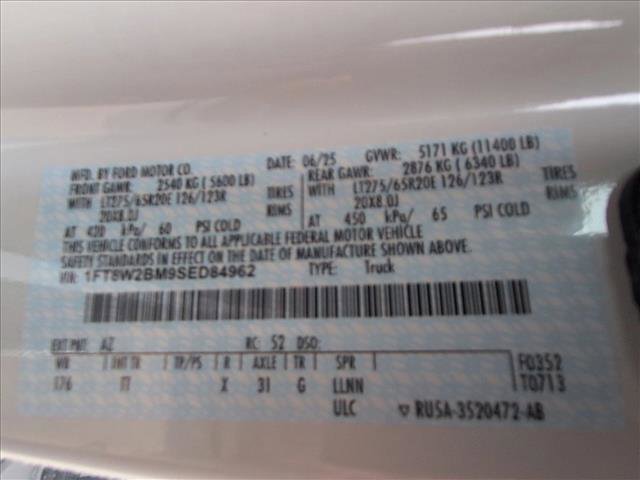 MFD. BY FORD MOTOR CO.
DATE: 06/25 GVWR: 5171 KG (11400 LB)
FRONT GAWR: 2540 KG (5600 LB) REAR GAWR: 2876 KG (6340 LB)
WITH LT275/65R20E 126/123R TIRES WITH LT275/65R20E 126/123R TIRES
20X8.0J RIMS 20X8.0J RIMS
AT 420 kPa/ 60 PSI COLD AT 450 kPa/ 65 PSI COLD
THIS VEHICLE CONFORMS TO ALL APPLICABLE FEDERAL MOTOR VEHICLE
SAFETY STANDARDS IN EFFECT ON THE DATE OF MANUFACTURE SHOWN ABOVE.
VIN: 1FT8W2BM9SED84962 TYPE: Truck
EXT PNT: AZ RC: 52 DSO:
WB INT TR TP/PS R AXLE TR SPR F0352
176 X 31 G LLNN T0713
ULC RU5A-3520472-AB